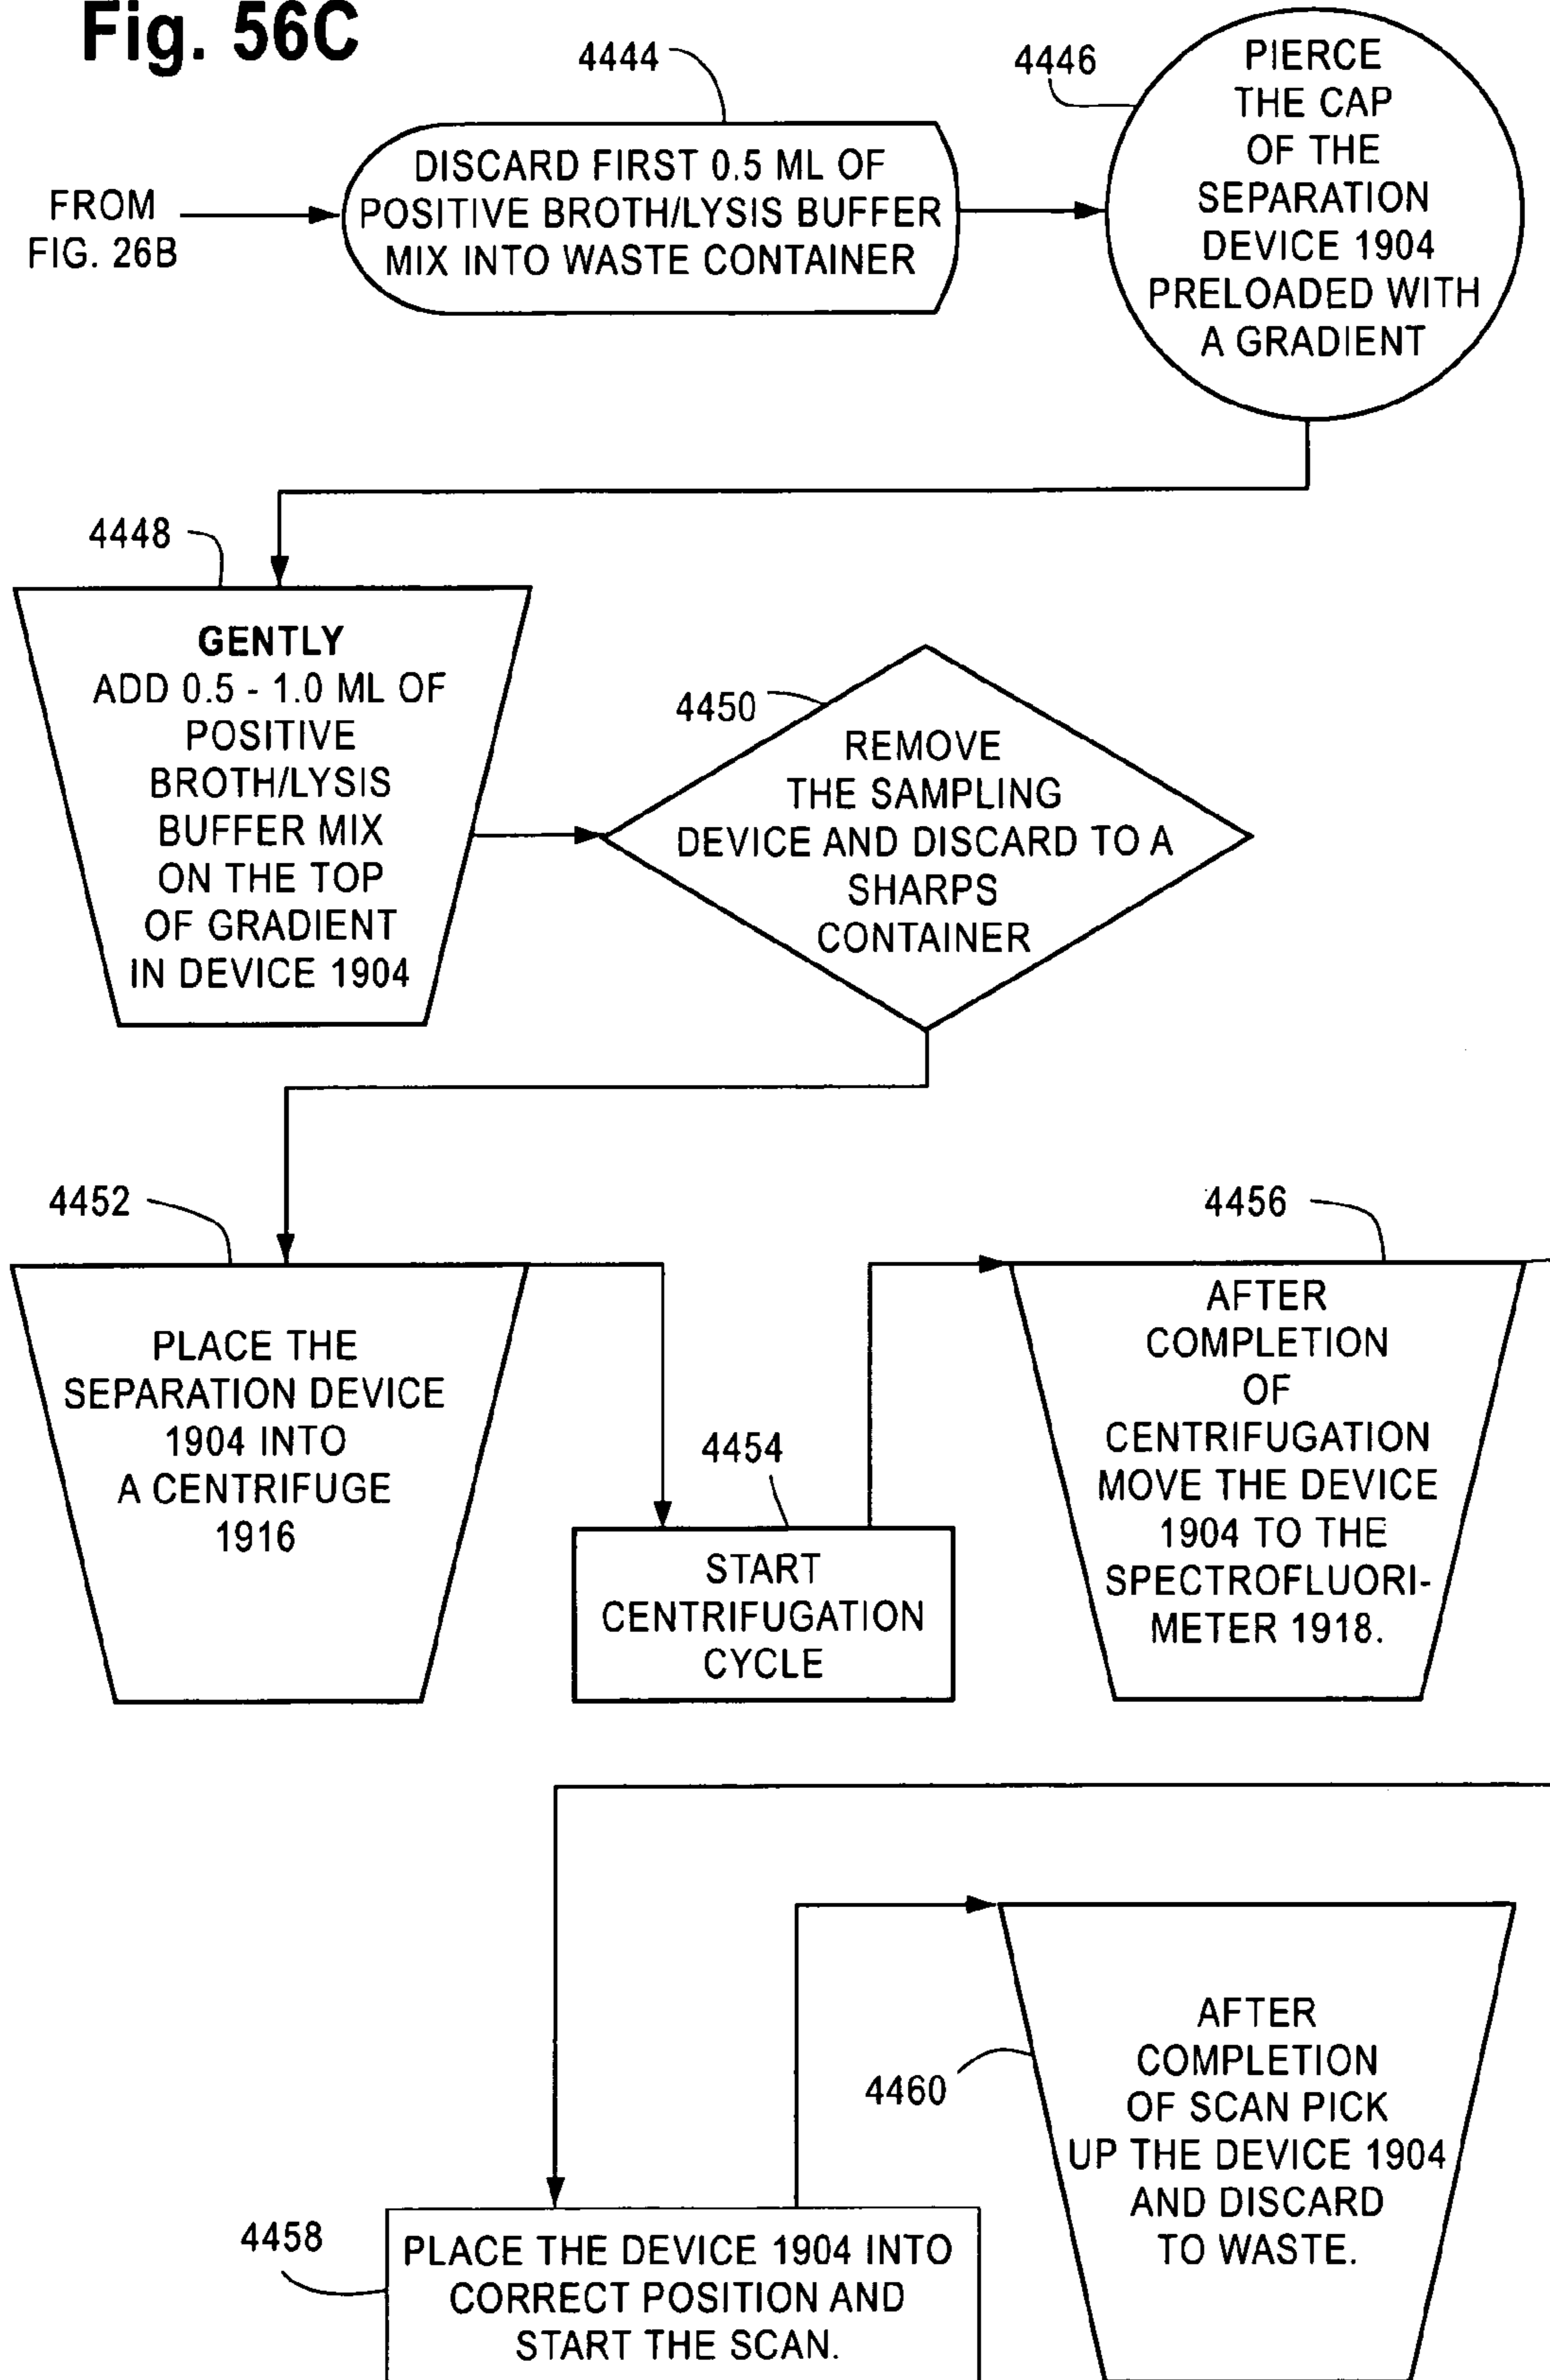 Fig. 56C
4444
4446
FROM
FIG. 26B
DISCARD FIRST 0.5 ML OF
POSITIVE BROTH/LYSIS BUFFER
MIX INTO WASTE CONTAINER
PIERCE
THE CAP
OF THE
SEPARATION
DEVICE 1904
PRELOADED WITH
A GRADIENT
4448
GENTLY
ADD 0.5 - 1.0 ML OF
POSITIVE
BROTH/LYSIS
BUFFER MIX
ON THE TOP
OF GRADIENT
IN DEVICE 1904
4450
REMOVE
THE SAMPLING
DEVICE AND DISCARD TO A
SHARPS
CONTAINER
4452
PLACE THE
SEPARATION DEVICE
1904 INTO
A CENTRIFUGE
1916
4454
START
CENTRIFUGATION
CYCLE
4456
AFTER
COMPLETION
OF
CENTRIFUGATION
MOVE THE DEVICE
1904 TO THE
SPECTROFLUORI-
METER 1918.
4458
PLACE THE DEVICE 1904 INTO
CORRECT POSITION AND
START THE SCAN.
4460
AFTER
COMPLETION
OF SCAN PICK
UP THE DEVICE 1904
AND DISCARD
TO WASTE.